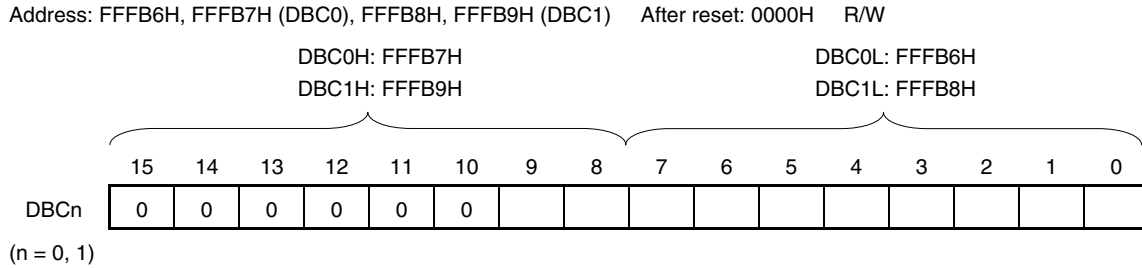 Address: FFFB6H, FFFB7H (DBC0), FFFB8H, FFFB9H (DBC1) After reset: 0000H R/W
DBC0H: FFFB7H DBC0L: FFFB6H
DBC1H: FFFB9H DBC1L: FFFB8H
15 14 13 12 11 10 9 8 7 6 5 4 3 2 1 0
DBCn 0 0 0 0 0 0
(n = 0, 1)